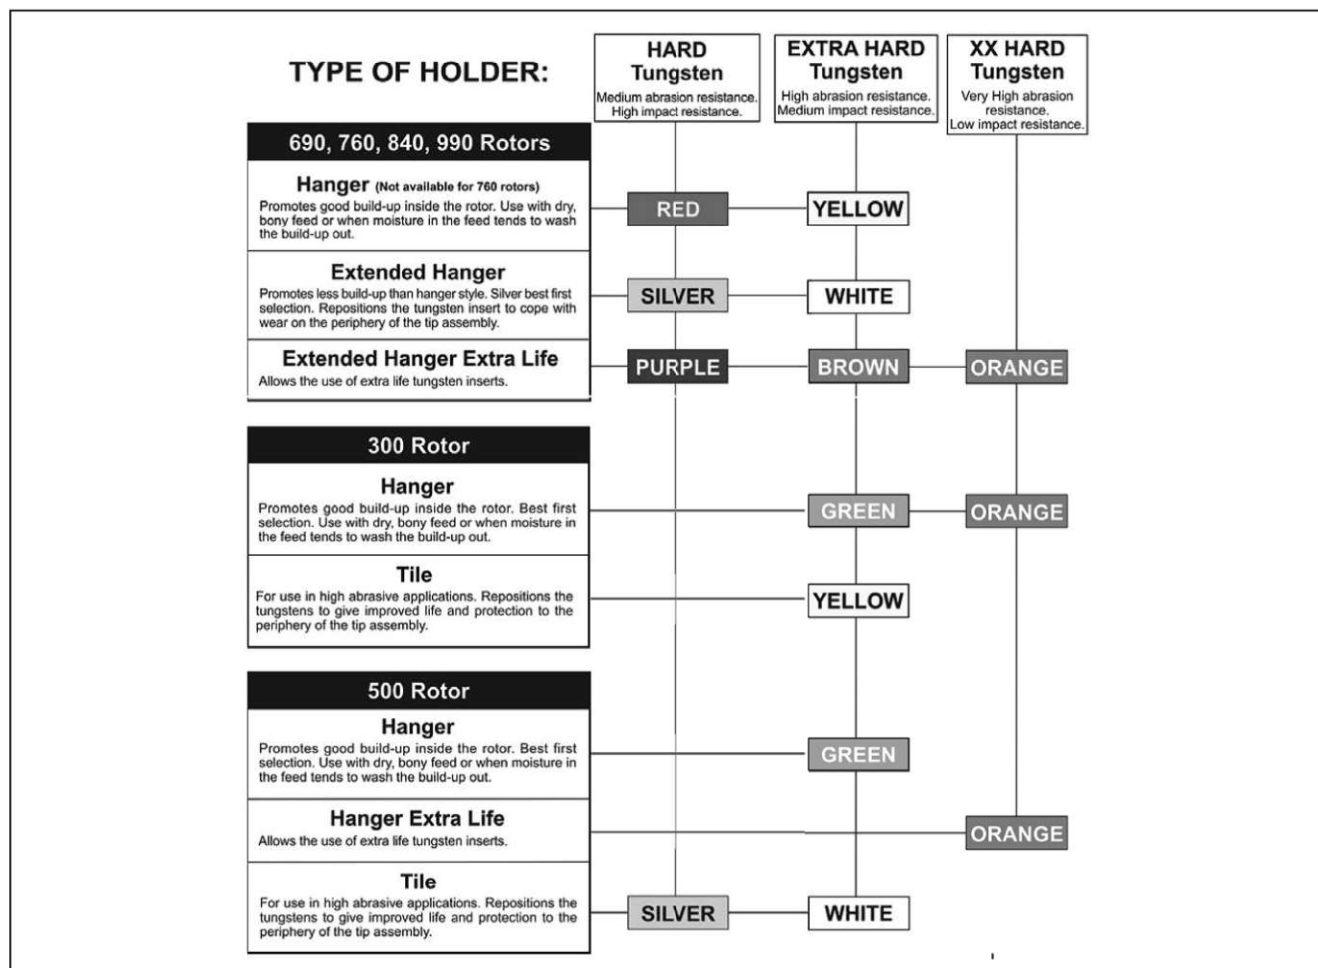 TYPE OF HOLDER:
HARD
Tungsten
Medium abrasion resistance.
High impact resistance.
EXTRA HARD
Tungsten
High abrasion resistance.
Medium impact resistance.
XX HARD
Tungsten
Very High abrasion
resistance.
Low impact resistance.
690, 760, 840, 990 Rotors
Hanger (Not available for 760 rotors)
Promotes good build-up inside the rotor. Use with dry,
bony feed or when moisture in the feed tends to wash
the build-up out.
RED
YELLOW
Extended Hanger
Promotes less build-up than hanger style. Silver best first
selection. Repositions the tungsten insert to cope with
wear on the periphery of the tip assembly.
SILVER
WHITE
Extended Hanger Extra Life
Allows the use of extra life tungsten inserts.
PURPLE
BROWN
ORANGE
300 Rotor
Hanger
Promotes good build-up inside the rotor. Best first
selection. Use with dry, bony feed or when moisture in
the feed tends to wash the build-up out.
GREEN
ORANGE
Tile
For use in high abrasive applications. Repositions the
tungstens to give improved life and protection to the
periphery of the tip assembly.
YELLOW
500 Rotor
Hanger
Promotes good build-up inside the rotor. Best first
selection. Use with dry, bony feed or when moisture in
the feed tends to wash the build-up out.
GREEN
Hanger Extra Life
Allows the use of extra life tungsten inserts.
ORANGE
Tile
For use in high abrasive applications. Repositions the
tungstens to give improved life and protection to the
periphery of the tip assembly.
SILVER
WHITE